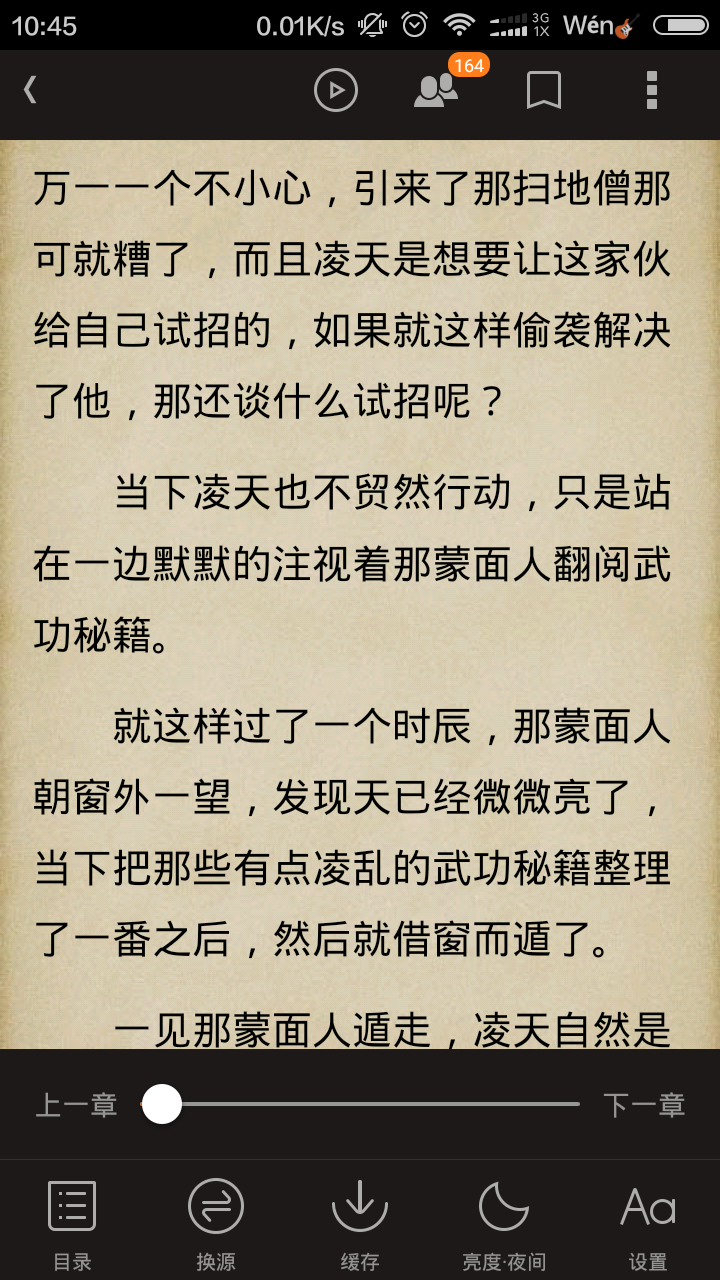 10:45 0.01K/s 3G 1X Wén
164
万一一个不小心，引来了那扫地僧那
可就糟了，而且凌天是想要让这家伙
给自己试招的，如果就这样偷袭解决
了他，那还谈什么试招呢？
当下凌天也不贸然行动，只是站
在一边默默的注视着那蒙面人翻阅武
功秘籍。
就这样过了一个时辰，那蒙面人
朝窗外一望，发现天已经微微亮了，
当下把那些有点凌乱的武功秘籍整理
了一番之后，然后就借窗而遁了。
一见那蒙面人遁走，凌天自然是
上一章 下一章
Aa
目录 换源 缓存 亮度·夜间 设置